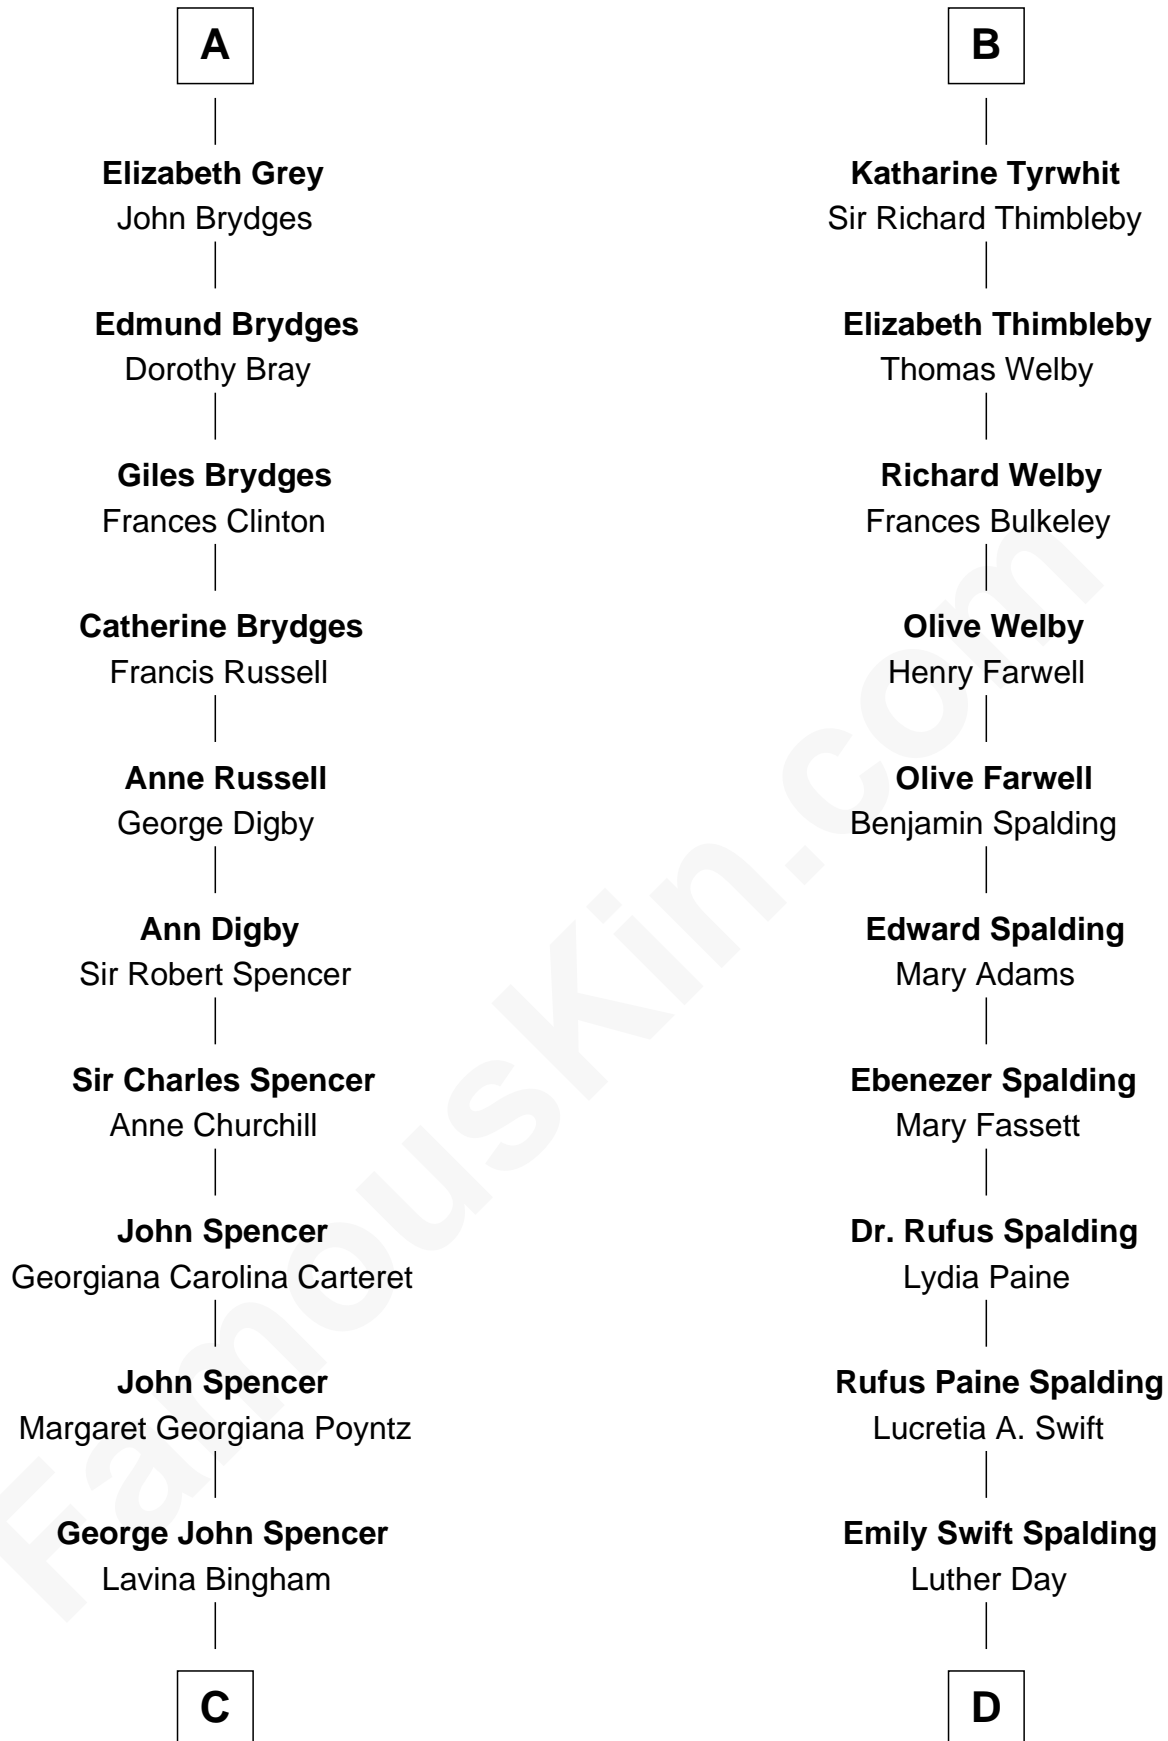 A
Elizabeth Grey
John Brydges
Edmund Brydges
Dorothy Bray
Giles Brydges
Frances Clinton
Catherine Brydges
Francis Russell
Anne Russell
George Digby
Ann Digby
Sir Robert Spencer
Sir Charles Spencer
Anne Churchill
John Spencer
Georgiana Carolina Carteret
John Spencer
Margaret Georgiana Poyntz
George John Spencer
Lavina Bingham
C
B
Katharine Tyrwhit
Sir Richard Thimbleby
Elizabeth Thimbleby
Thomas Welby
Richard Welby
Frances Bulkeley
Olive Welby
Henry Farwell
Olive Farwell
Benjamin Spalding
Edward Spalding
Mary Adams
Ebenezer Spalding
Mary Fassett
Dr. Rufus Spalding
Lydia Paine
Rufus Paine Spalding
Lucretia A. Swift
Emily Swift Spalding
Luther Day
D
FamousKin.com